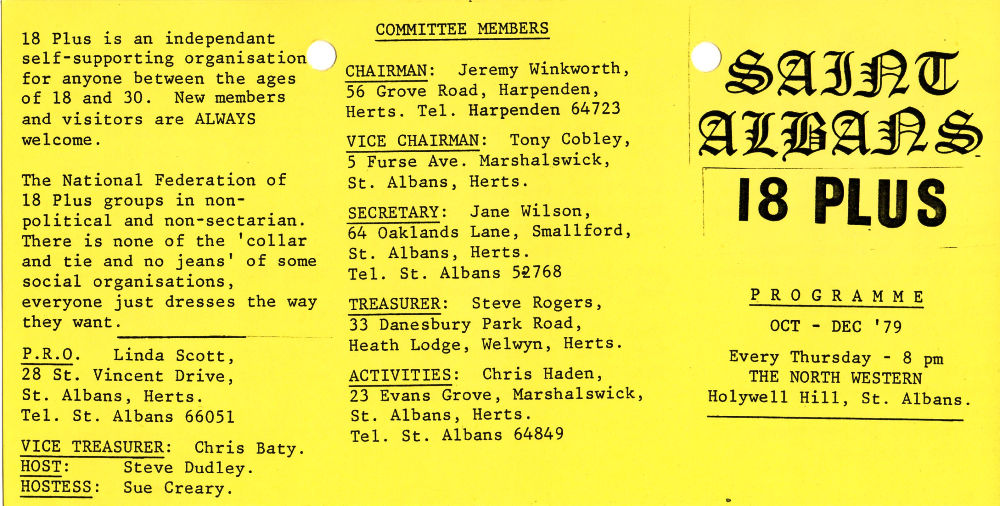 18 Plus is an independant
self-supporting organisation
for anyone between the ages
of 18 and 30. New members
and visitors are ALWAYS
welcome.
The National Federation of
18 Plus groups in non-
political and non-sectarian.
There is none of the 'collar
and tie and no jeans' of some
social organisations,
everyone just dresses the way
they want.
P.R.O. Linda Scott,
28 St. Vincent Drive,
St. Albans, Herts.
Tel. St. Albans 66051
VICE TREASURER: Chris Baty.
HOST: Steve Dudley.
HOSTESS: Sue Creary.
COMMITTEE MEMBERS
CHAIRMAN: Jeremy Winkworth,
56 Grove Road, Harpenden,
Herts. Tel. Harpenden 64723
VICE CHAIRMAN: Tony Cobley,
5 Furse Ave. Marshalswick,
St. Albans, Herts.
SECRETARY: Jane Wilson,
64 Oaklands Lane, Smallford,
St. Albans, Herts.
Tel. St. Albans 52768
TREASURER: Steve Rogers,
33 Danesbury Park Road,
Heath Lodge, Welwyn, Herts.
ACTIVITIES: Chris Haden,
23 Evans Grove, Marshalswick,
St. Albans, Herts.
Tel. St. Albans 64849
SAINT
ALBANS
18 PLUS
PROGRAMME
OCT - DEC '79
Every Thursday - 8 pm
THE NORTH WESTERN
Holywell Hill, St. Albans.